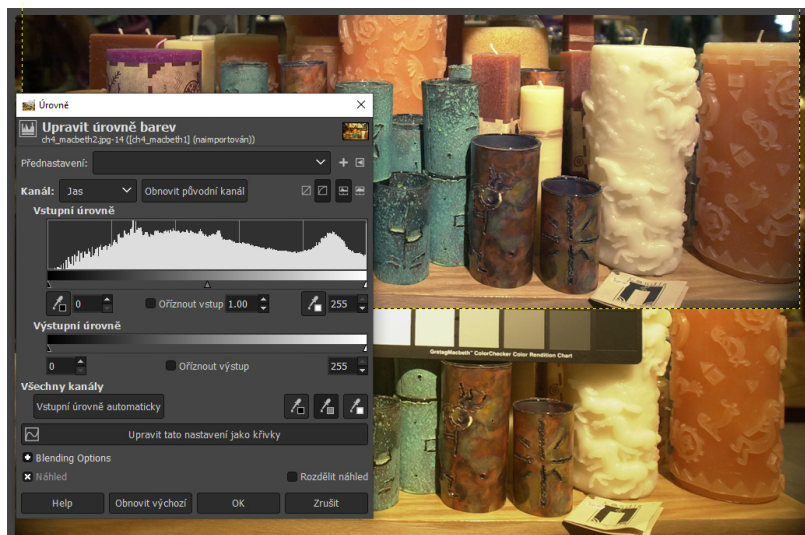 Úrovně
Upravit úrovně barev
ch4_macbeth2.jpg-14 ([ch4_macbeth1] (naimportován))
Přednastavení:
Kanál: Jas Obnovit původní kanál
Vstupní úrovně
0 Oříznout vstup 1.00 255
Výstupní úrovně
GretagMacbeth™ ColorChecker Color Rendition Chart
0 Oříznout výstup 255
Všechny kanály
Vstupní úrovně automaticky
Upravit tato nastavení jako křivky
Blending Options
Náhled Rozdělit náhled
Help Obnovit výchozí OK Zrušit